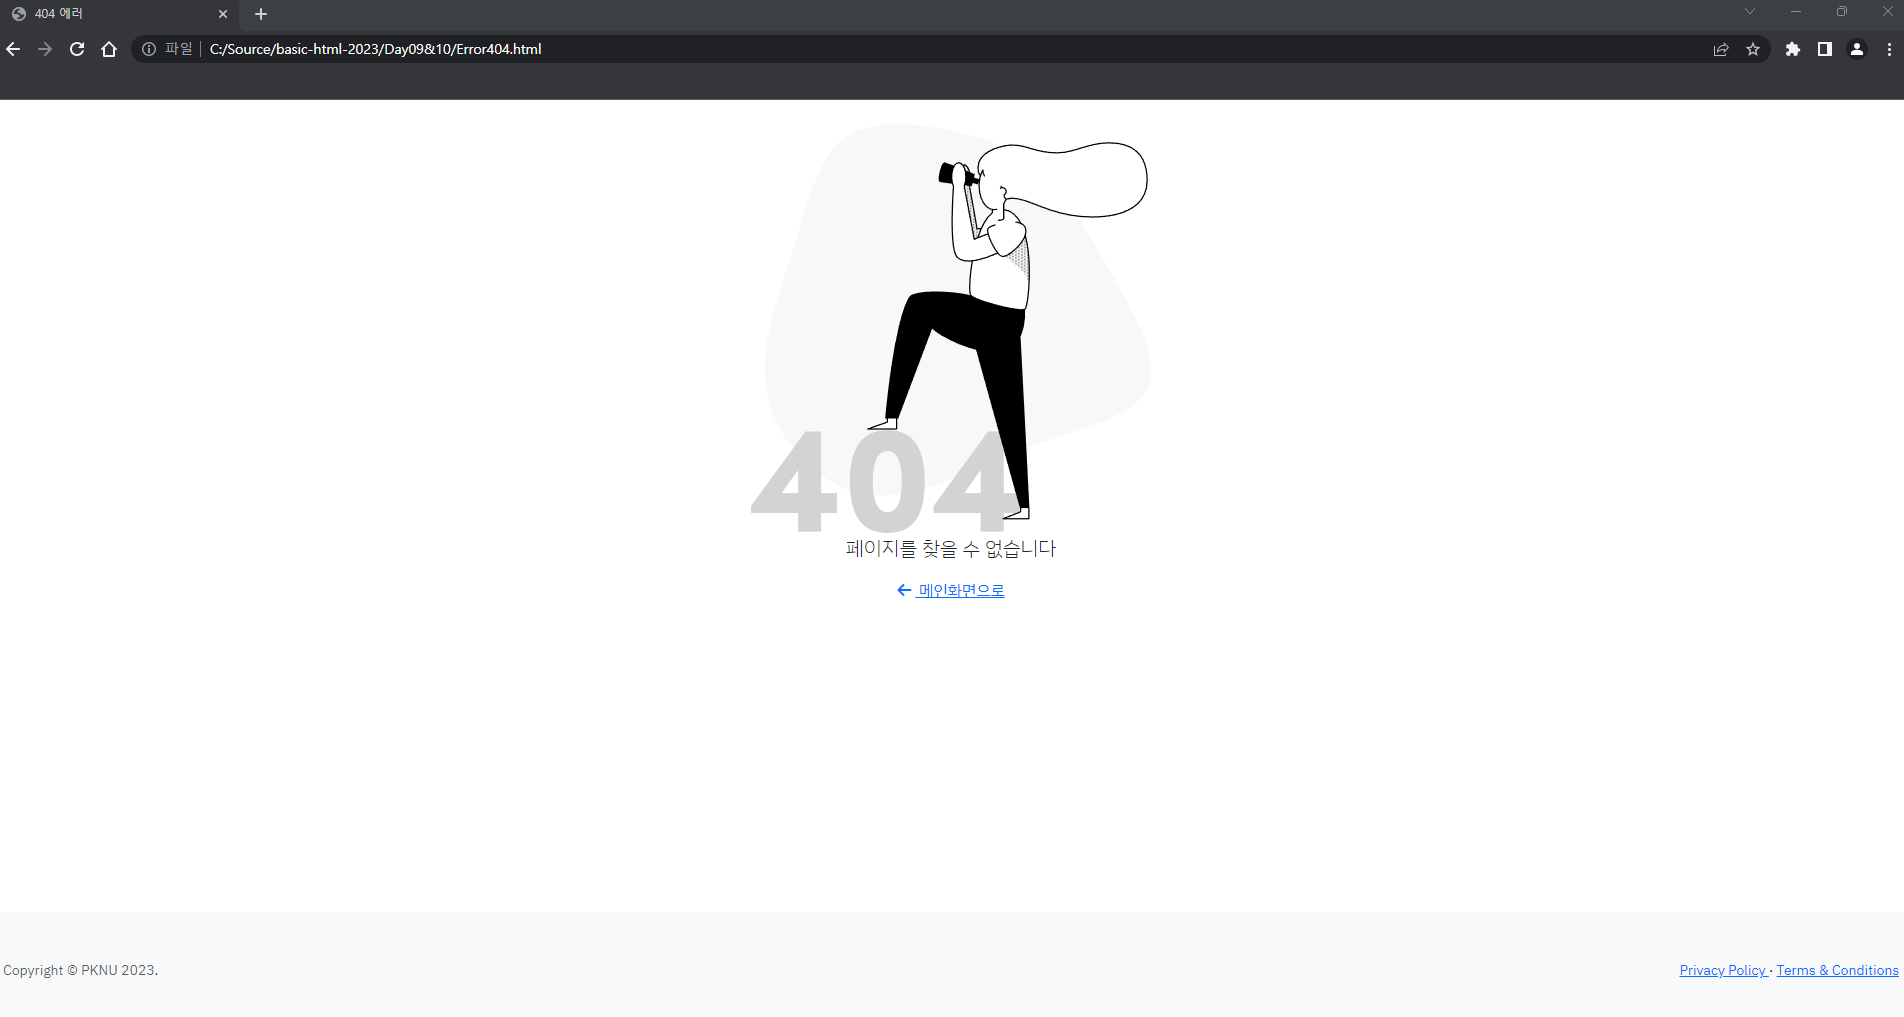 404 에러
파일 C:/Source/basic-html-2023/Day09&10/Error404.html
404
페이지를 찾을 수 없습니다
메인화면으로
Copyright © PKNU 2023.
Privacy Policy · Terms & Conditions